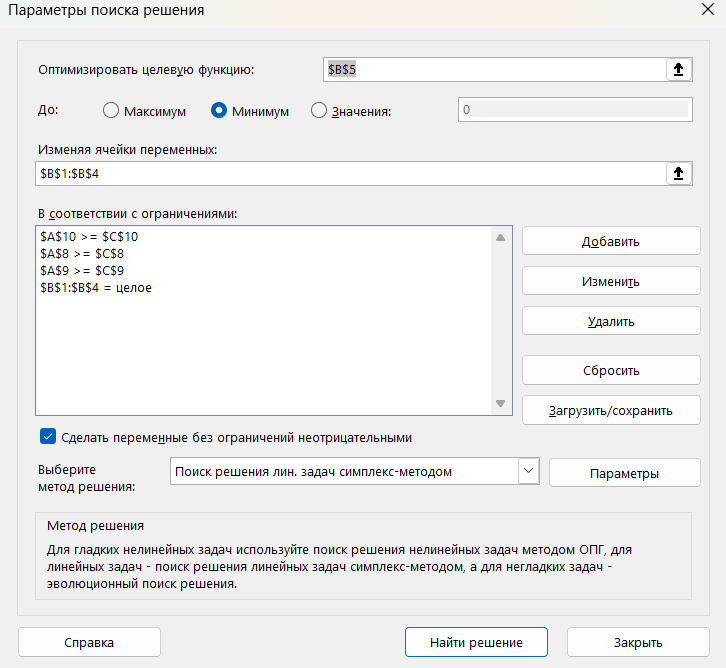 Параметры поиска решения
Оптимизировать целевую функцию:
$B$5
До:
Максимум
Минимум
Значения:
0
Изменяя ячейки переменных:
$B$1:$B$4
В соответствии с ограничениями:
$A$10 >= $C$10
$A$8 >= $C$8
$A$9 >= $C$9
$B$1:$B$4 = целое
Добавить
Изменить
Удалить
Сбросить
Загрузить/сохранить
Сделать переменные без ограничений неотрицательными
Выберите
метод решения:
Поиск решения лин. задач симплекс-методом
Параметры
Метод решения
Для гладких нелинейных задач используйте поиск решения нелинейных задач методом ОПГ, для
линейных задач - поиск решения линейных задач симплекс-методом, а для негладких задач -
эволюционный поиск решения.
Справка
Найти решение
Закрыть